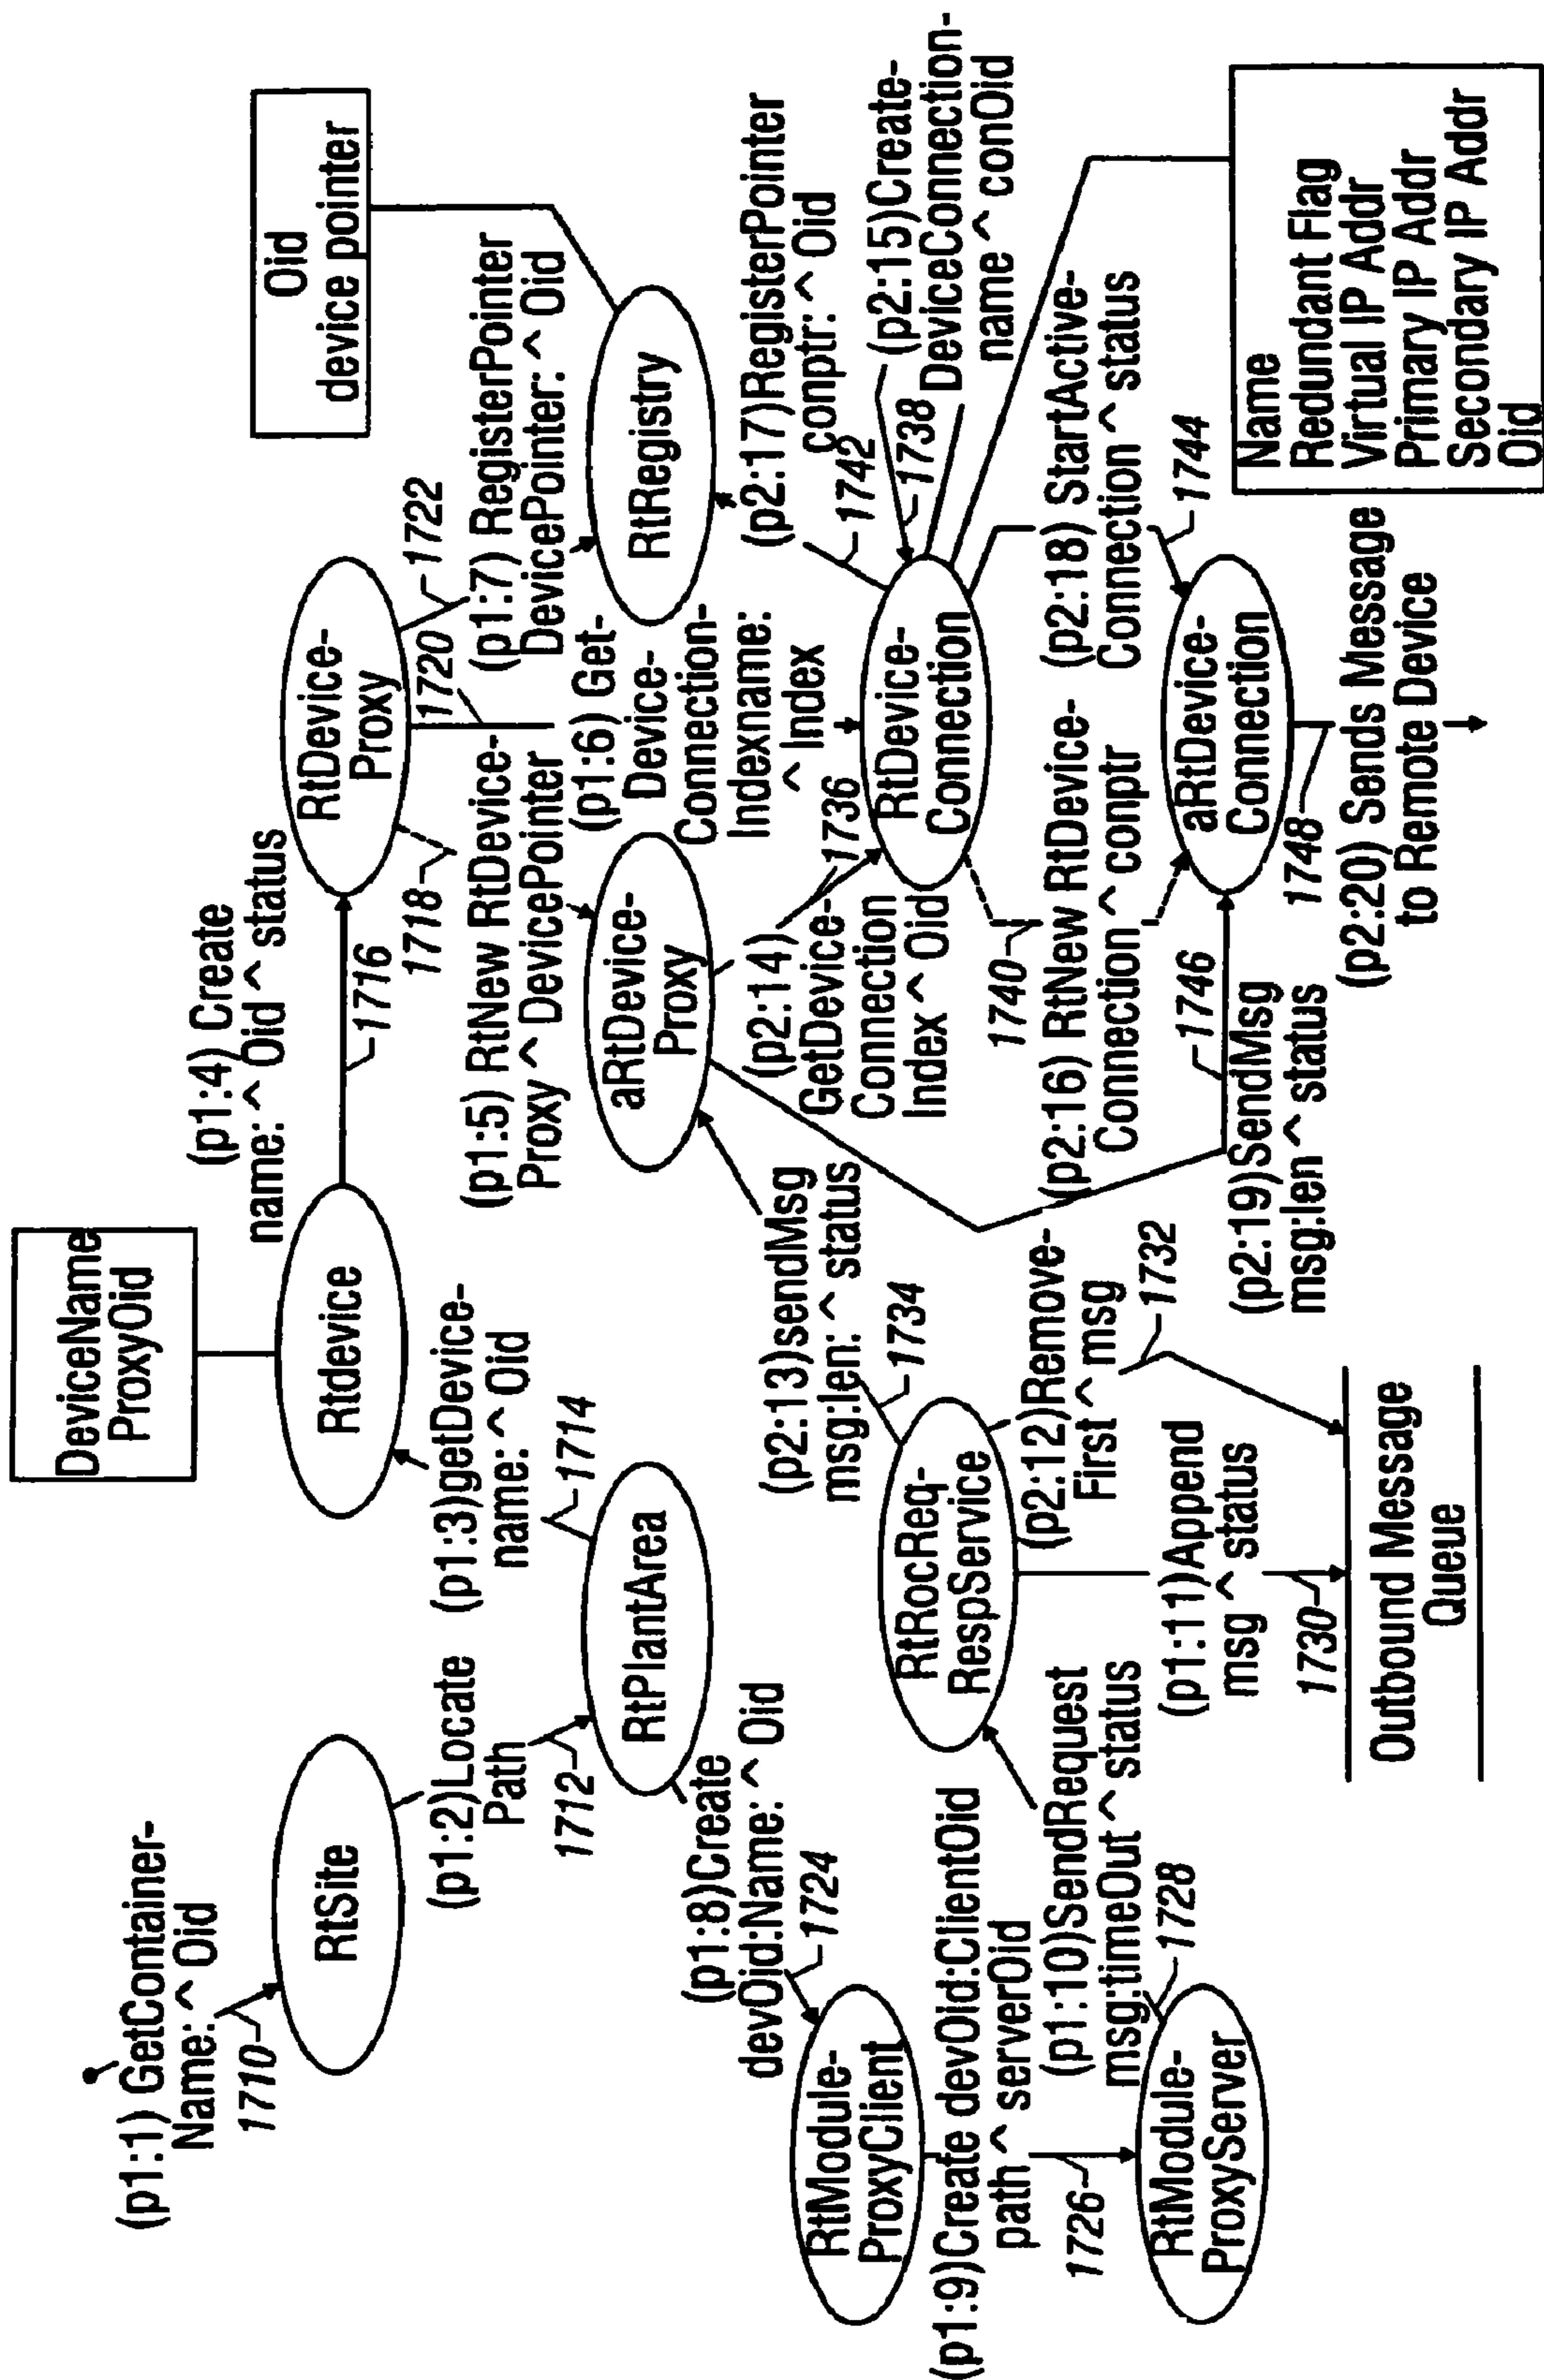 (p1:1) GetContainer-
Name: ^ Oid
1710
RtSite
(p1:2)Locate
Path
1712
RtPlantArea
(p1:3)getDevice-
name: ^ Oid
1714
DeviceName
ProxyOid
Rtdevice
(p1:4) Create
name: ^ Oid ^ status
1716
RtDevice-
Proxy
1718
(p1:5) RtNew RtDevice-
Proxy ^ DevicePointer
aRtDevice-
Proxy
1720
(p1:6) Get-
Device-
Connection-
Indexname:
^ Index
1722
(p1:7) RegisterPointer
DevicePointer: ^ Oid
RtRegistry
Oid
device pointer
(p1:8)Create
devOid:Name: ^ Oid
1724
RtModule-
ProxyClient
(p1:9)Create devOid:ClientOid
path ^ serverOid
1726
RtModule-
ProxyServer
(p1:10)SendRequest
msg:timeOut ^ status
1728
RtRocReq-
RespService
(p1:11)Append
msg ^ status
1730
Outbound Message
Queue
(p2:12)Remove-
First ^ msg
1732
(p2:13)sendMsg
msg:len: ^ status
1734
(p2:14)
GetDevice-
Connection
Index ^ Oid
1736
RtDevice-
Connection
(p2:15)Create-
DeviceConnection-
name ^ conOid
1738
(p2:16) RtNew RtDevice-
Connection ^ conptr
1740
(p2:17)RegisterPointer
conptr: ^ Oid
1742
(p2:18) StartActive-
Connection ^ status
1744
aRtDevice-
Connection
(p2:19)SendMsg
msg:len ^ status
1746
1748
(p2:20) Sends Message
to Remote Device
Name
Redundant Flag
Virtual IP Addr
Primary IP Addr
Secondary IP Addr
Oid